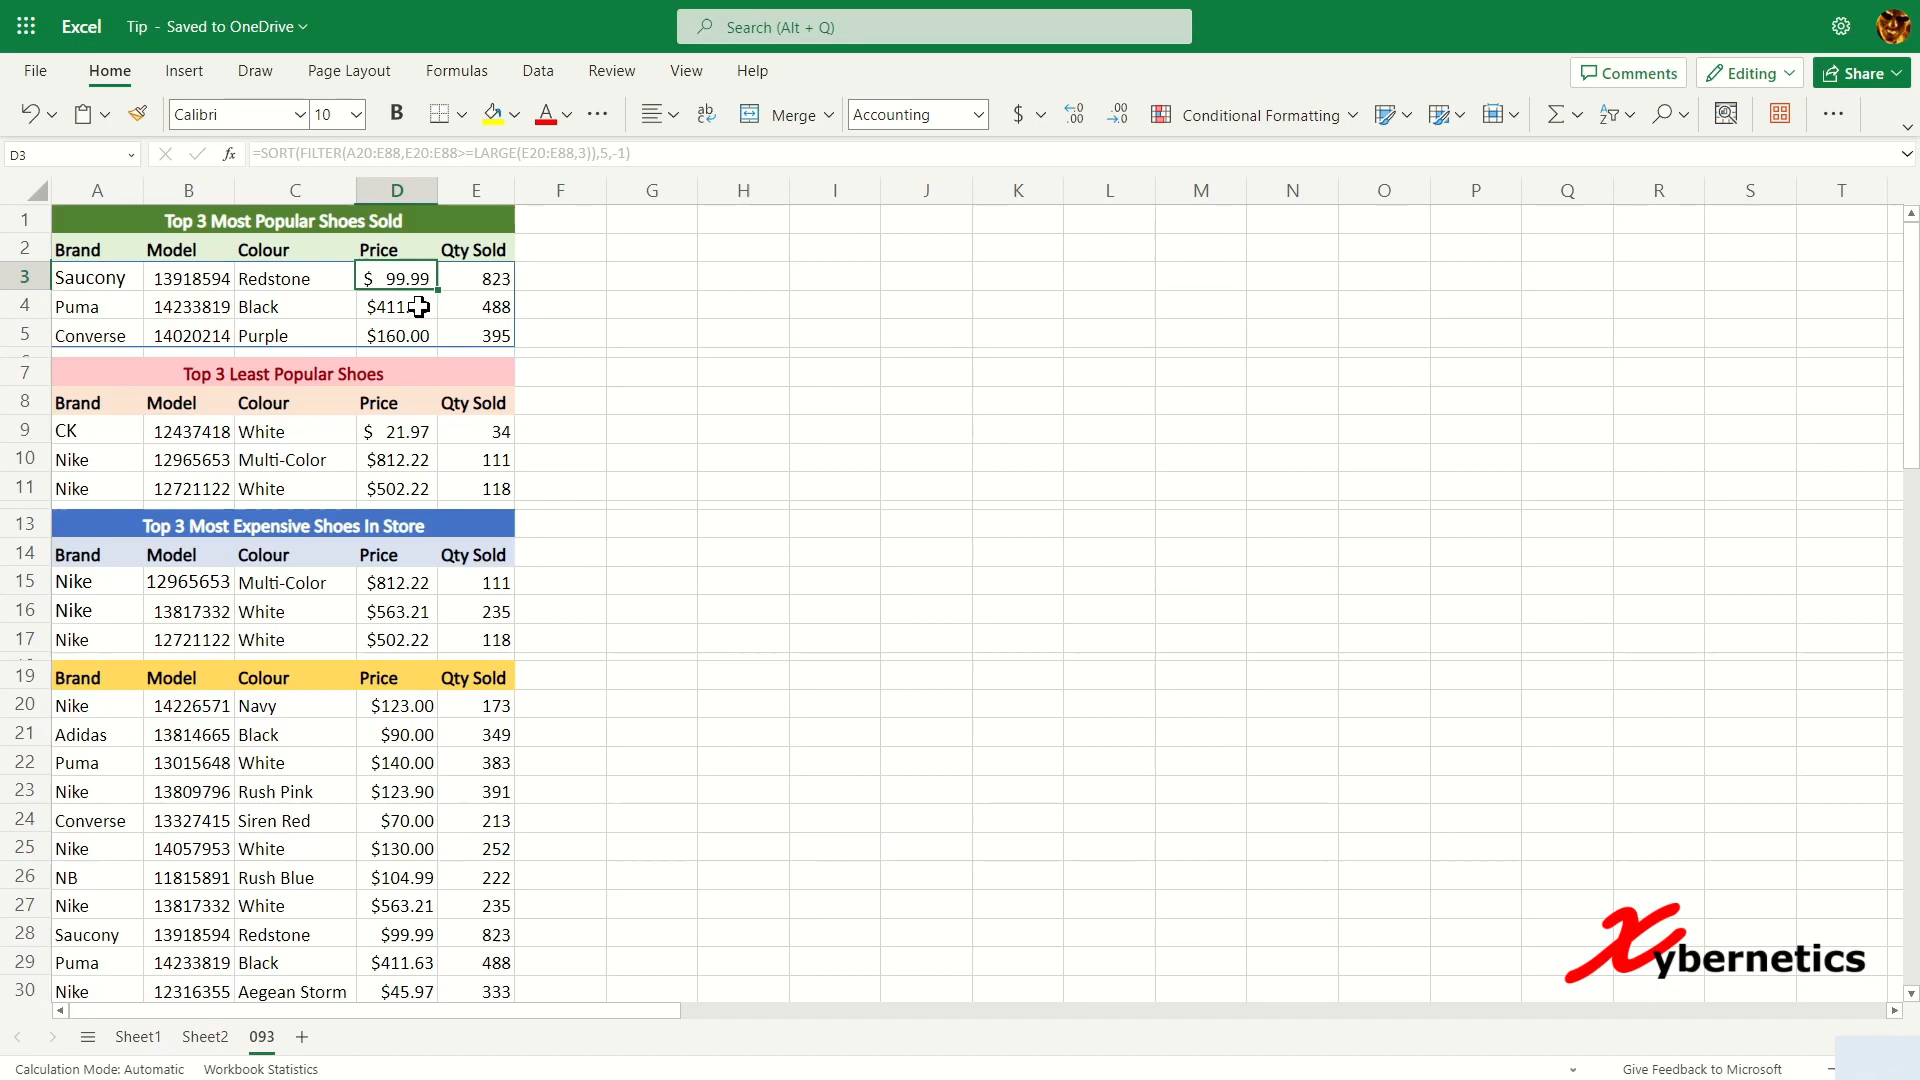 Excel Tip - Saved to OneDrive
Search (Alt + Q)
File Home Insert Draw Page Layout Formulas Data Review View Help
Comments Editing Share
Calibri 10 B A ab Merge Accounting $ Conditional Formatting
D3 fx =SORT(FILTER(A20:E88,E20:E88>=LARGE(E20:E88,3)),5,-1)
A B C D E F G H I J K L M N O P Q R S T
1 Top 3 Most Popular Shoes Sold
2 Brand Model Colour Price Qty Sold
3 Saucony 13918594 Redstone $ 99.99 823
4 Puma 14233819 Black $411. 488
5 Converse 14020214 Purple $160.00 395
7 Top 3 Least Popular Shoes
8 Brand Model Colour Price Qty Sold
9 CK 12437418 White $ 21.97 34
10 Nike 12965653 Multi-Color $812.22 111
11 Nike 12721122 White $502.22 118
13 Top 3 Most Expensive Shoes In Store
14 Brand Model Colour Price Qty Sold
15 Nike 12965653 Multi-Color $812.22 111
16 Nike 13817332 White $563.21 235
17 Nike 12721122 White $502.22 118
19 Brand Model Colour Price Qty Sold
20 Nike 14226571 Navy $123.00 173
21 Adidas 13814665 Black $90.00 349
22 Puma 13015648 White $140.00 383
23 Nike 13809796 Rush Pink $123.90 391
24 Converse 13327415 Siren Red $70.00 213
25 Nike 14057953 White $130.00 252
26 NB 11815891 Rush Blue $104.99 222
27 Nike 13817332 White $563.21 235
28 Saucony 13918594 Redstone $99.99 823
29 Puma 14233819 Black $411.63 488
30 Nike 12316355 Aegean Storm $45.97 333
Xybernetics
Sheet1 Sheet2 093 +
Calculation Mode: Automatic Workbook Statistics Give Feedback to Microsoft